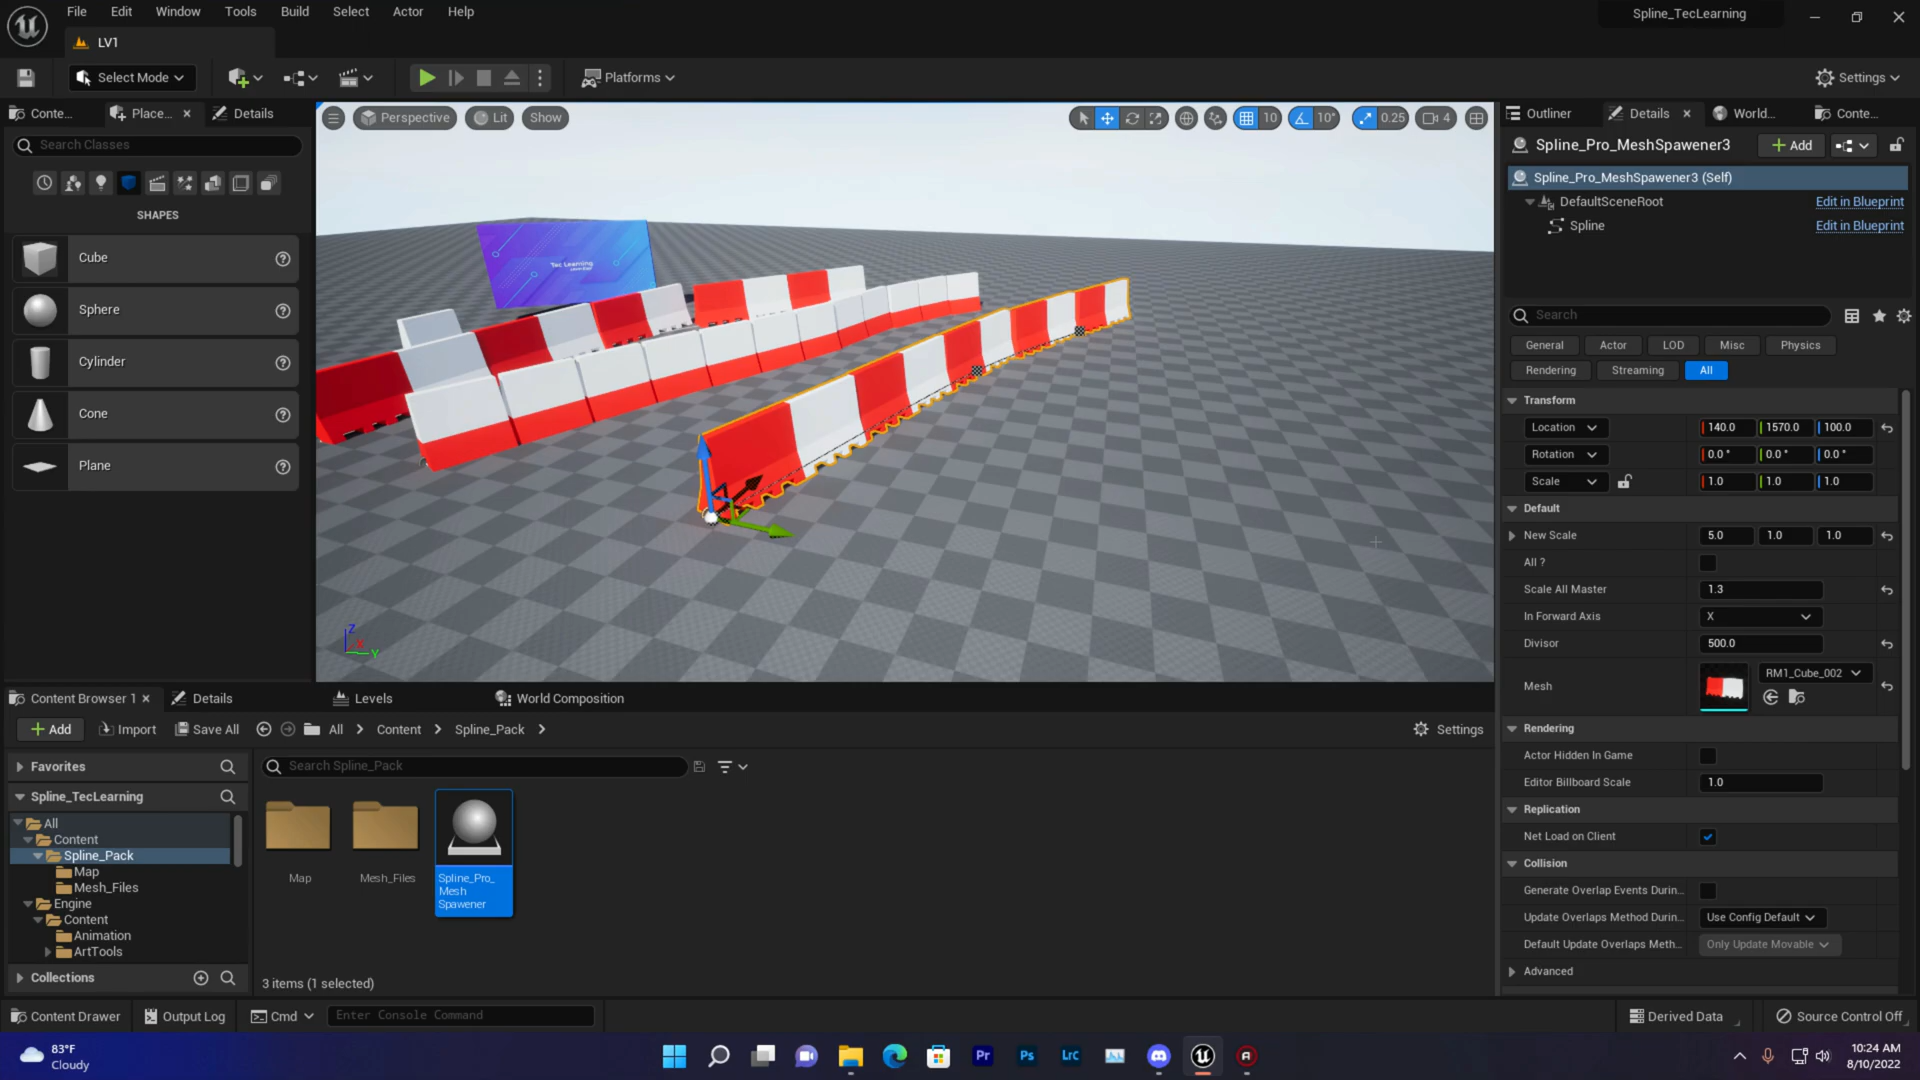 File Edit Window Tools Build Select Actor Help
Spline_TecLearning
LV1
Select Mode
Platforms
Settings
Conte...
Place...
Details
Search Classes
SHAPES
Cube
Sphere
Cylinder
Cone
Plane
Perspective
Lit
Show
10
10°
0.25
4
Tec Learning
Z
X
Y
Outliner
Details
World...
Conte...
Spline_Pro_MeshSpawener3
+ Add
Spline_Pro_MeshSpawener3 (Self)
DefaultSceneRoot Edit in Blueprint
Spline Edit in Blueprint
Search
General Actor LOD Misc Physics
Rendering Streaming All
Transform
Location 140.0 1570.0 100.0
Rotation 0.0 ° 0.0 ° 0.0 °
Scale 1.0 1.0 1.0
Default
New Scale 5.0 1.0 1.0
All ?
Scale All Master 1.3
In Forward Axis X
Divisor 500.0
Mesh RM1_Cube_002
Rendering
Actor Hidden In Game
Editor Billboard Scale 1.0
Replication
Net Load on Client
Collision
Generate Overlap Events Durin...
Update Overlaps Method Durin... Use Config Default
Default Update Overlaps Meth... Only Update Movable
Advanced
Content Browser 1
Details
Levels
World Composition
+ Add
Import
Save All
All
Content
Spline_Pack
Settings
Favorites
Search Spline_Pack
Spline_TecLearning
All
Content
Spline_Pack
Map
Mesh_Files
Engine
Content
Animation
ArtTools
Collections
Map
Mesh_Files
Spline_Pro_
Mesh
Spawener
3 items (1 selected)
Content Drawer
Output Log
Cmd
Enter Console Command
Derived Data
Source Control Off
83°F
Cloudy
Pr
Ps
LrC
10:24 AM
8/10/2022